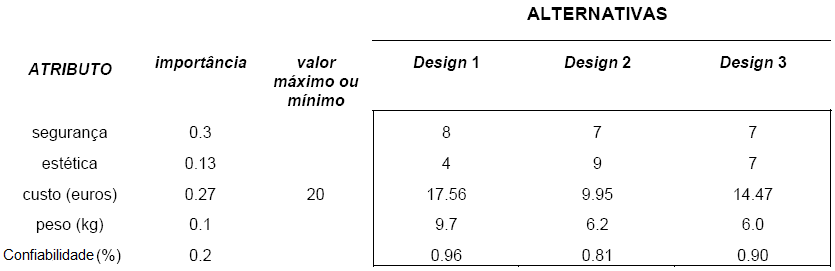 ALTERNATIVAS
ATRIBUTO importância valor máximo ou mínimo Design 1 Design 2 Design 3
segurança 0.3 8 7 7
estética 0.13 4 9 7
custo (euros) 0.27 20 17.56 9.95 14.47
peso (kg) 0.1 9.7 6.2 6.0
Confiabilidade (%) 0.2 0.96 0.81 0.90